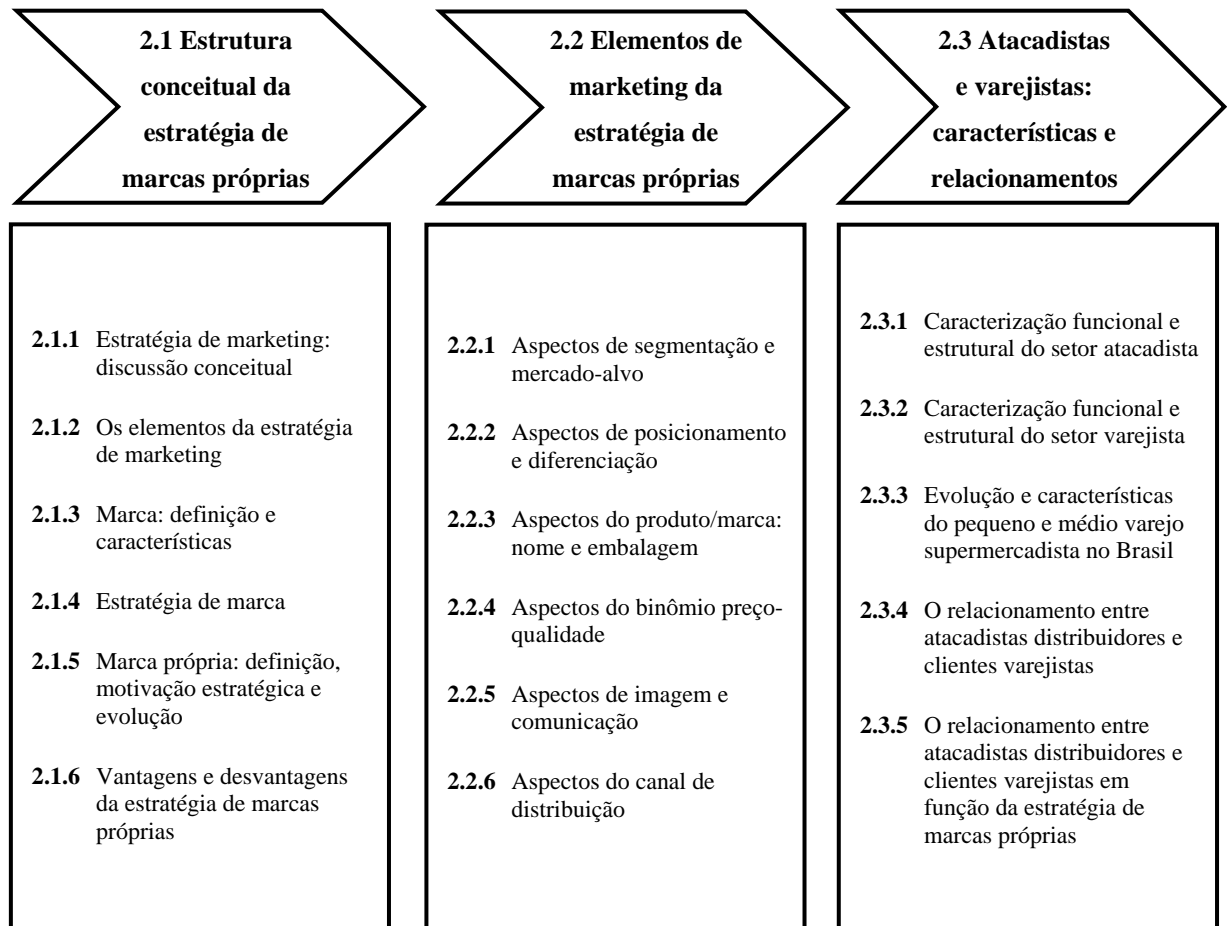 2.1 Estrutura
conceitual da
estratégia de
marcas próprias
2.2 Elementos de
marketing da
estratégia de
marcas próprias
2.3 Atacadistas
e varejistas:
características e
relacionamentos
2.1.1 Estratégia de marketing:
discussão conceitual
2.1.2 Os elementos da estratégia
de marketing
2.1.3 Marca: definição e
características
2.1.4 Estratégia de marca
2.1.5 Marca própria: definição,
motivação estratégica e
evolução
2.1.6 Vantagens e desvantagens
da estratégia de marcas
próprias
2.2.1 Aspectos de segmentação e
mercado-alvo
2.2.2 Aspectos de posicionamento
e diferenciação
2.2.3 Aspectos do produto/marca:
nome e embalagem
2.2.4 Aspectos do binômio preço-
qualidade
2.2.5 Aspectos de imagem e
comunicação
2.2.6 Aspectos do canal de
distribuição
2.3.1 Caracterização funcional e
estrutural do setor atacadista
2.3.2 Caracterização funcional e
estrutural do setor varejista
2.3.3 Evolução e características
do pequeno e médio varejo
supermercadista no Brasil
2.3.4 O relacionamento entre
atacadistas distribuidores e
clientes varejistas
2.3.5 O relacionamento entre
atacadistas distribuidores e
clientes varejistas em
função da estratégia de
marcas próprias